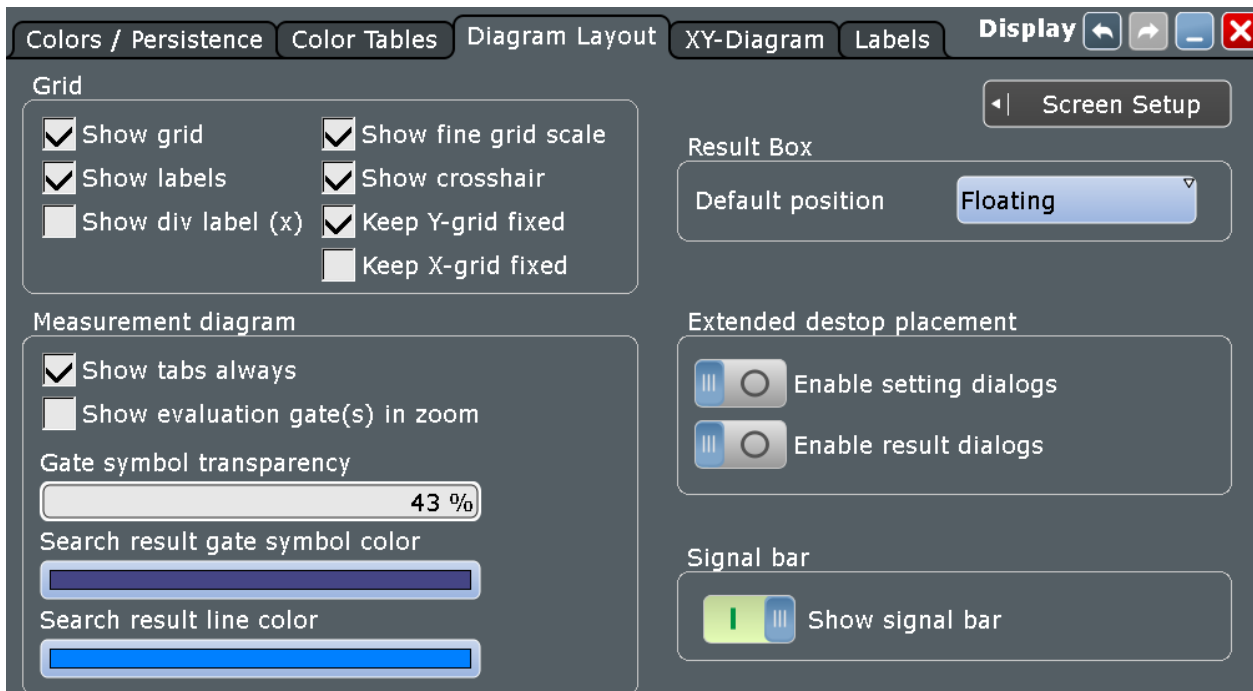 Colors / Persistence Color Tables Diagram Layout XY-Diagram Labels Display
Grid
Show grid Show fine grid scale
Show labels Show crosshair
Show div label (x) Keep Y-grid fixed
Keep X-grid fixed
Measurement diagram
Show tabs always
Show evaluation gate(s) in zoom
Gate symbol transparency
43 %
Search result gate symbol color
Search result line color
Screen Setup
Result Box
Default position Floating
Extended destop placement
Enable setting dialogs
Enable result dialogs
Signal bar
Show signal bar